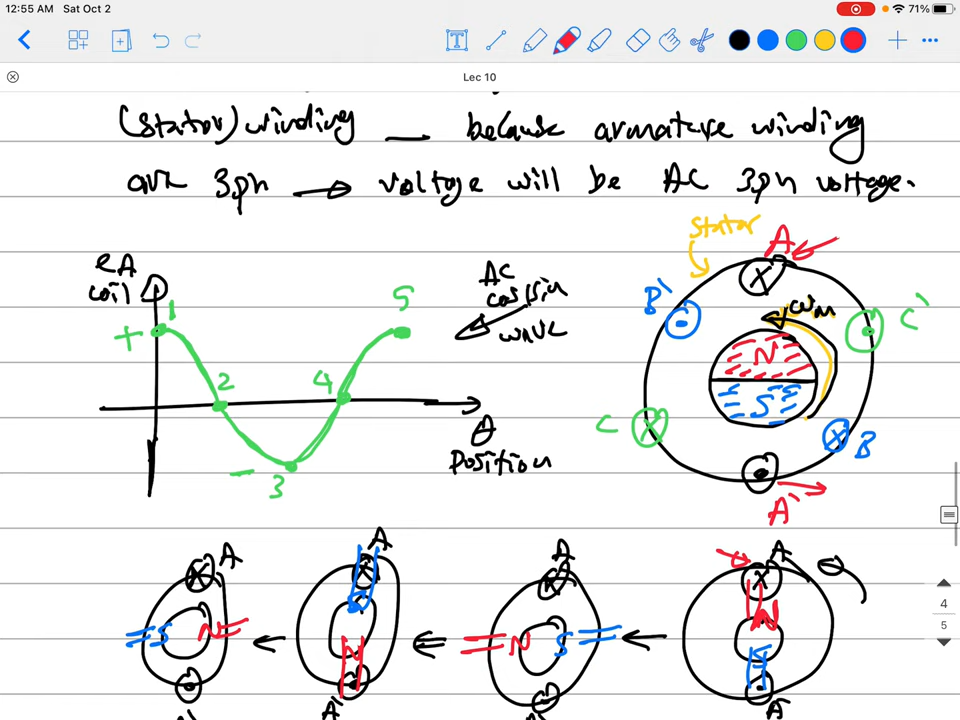 12:55 AM Sat Oct 2
71%
T
Lec 10
(stator) winding — because armature winding
are 3ph → voltage will be AC 3ph voltage.
eA
coil
+
1
2
-
3
4
5
θ
Position
AC
wave
stator
A
B'
C'
ωm
N
S
C
B
A'
A
S N
A
N
A'
A
N S
A
N
S
A'
4
5